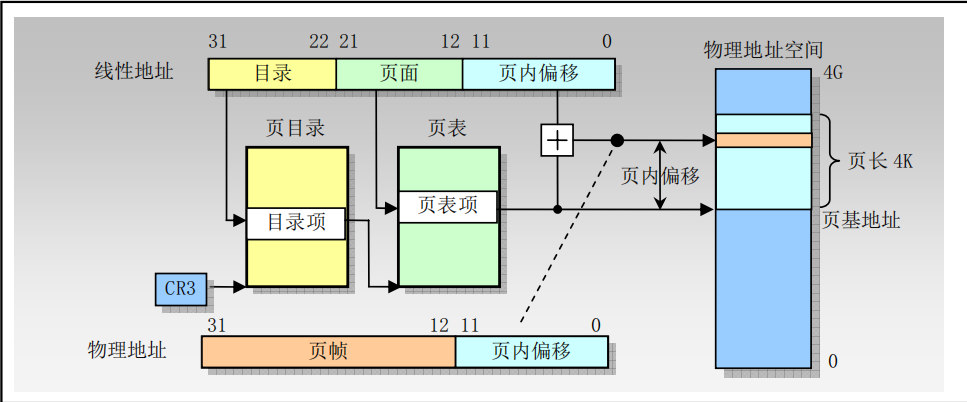 31 22 21 12 11 0
线性地址 目录 页面 页内偏移
物理地址空间
4G
页目录 页表
页长 4K
页内偏移
目录项 页表项
页基地址
CR3
31 12 11 0
物理地址 页帧 页内偏移
0